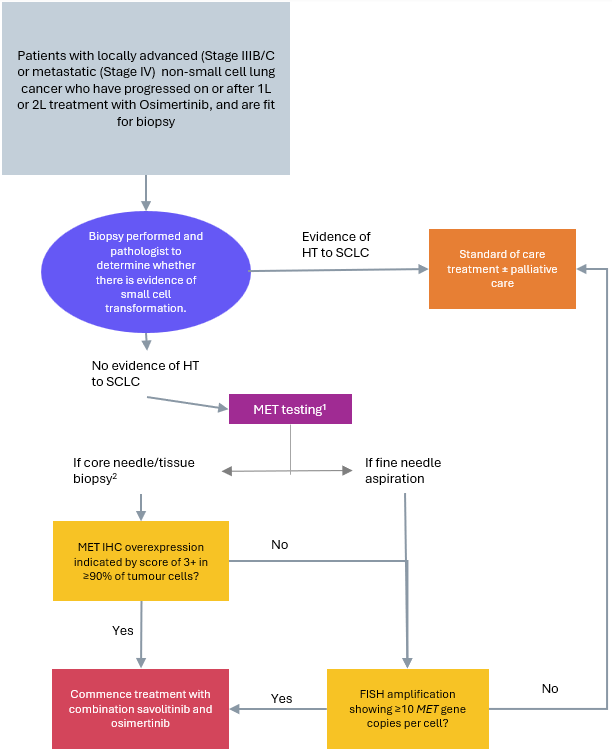 Patients with locally advanced (Stage IIIB/C
or metastatic (Stage IV)  non-small cell lung
cancer who have progressed on or after 1L
or 2L treatment with Osimertinib, and are fit
for biopsy
Biopsy performed and
pathologist to
determine whether
there is evidence of
small cell
transformation.
Evidence of
HT to SCLC
Standard of care
treatment ± palliative
care
No evidence of HT
to SCLC
MET testing¹
If core needle/tissue
biopsy²
If fine needle
aspiration
MET IHC overexpression
indicated by score of 3+ in
≥90% of tumour cells?
No
Yes
Commence treatment with
combination savolitinib and
osimertinib
Yes
FISH amplification
showing ≥10 MET gene
copies per cell?
No